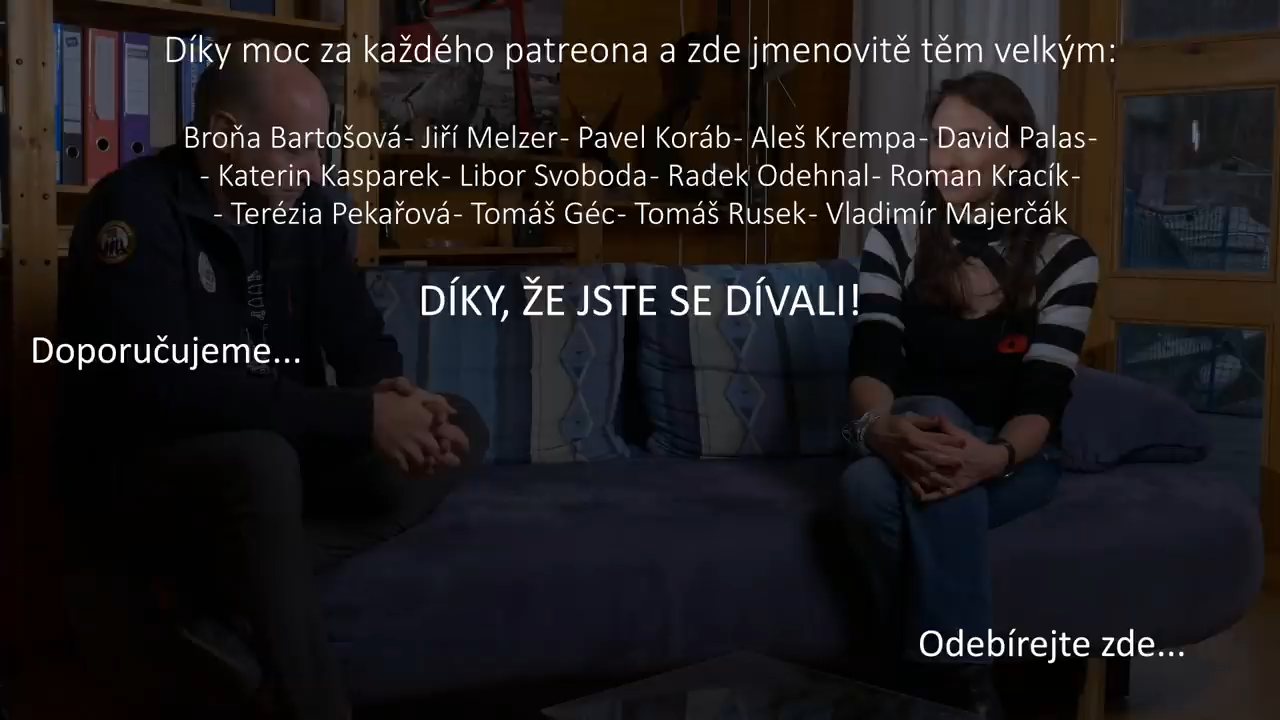 Díky moc za každého patreona a zde jmenovitě těm velkým:
Broňa Bartošová- Jiří Melzer- Pavel Koráb- Aleš Krempa- David Palas-
- Katerin Kasparek- Libor Svoboda- Radek Odehnal- Roman Kracík-
- Terézia Pekařová- Tomáš Géc- Tomáš Rusek- Vladimír Majerčák
DÍKY, ŽE JSTE SE DÍVALI!
Doporučujeme...
Odebírejte zde...